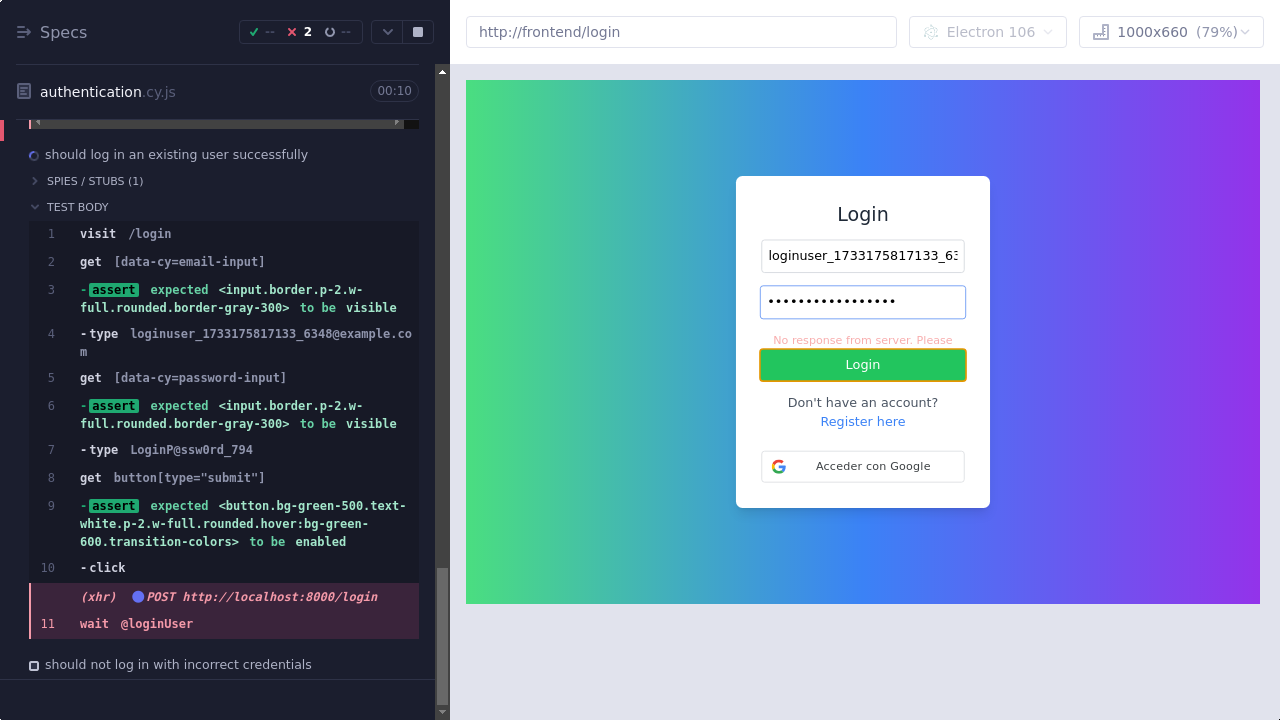 Specs
-- 2 --
authentication.cy.js
00:10
should log in an existing user successfully
SPIES / STUBS (1)
TEST BODY
1 visit /login
2 get [data-cy=email-input]
3 -assert expected <input.border.p-2.w-
full.rounded.border-gray-300> to be visible
4 -type loginuser_1733175817133_6348@example.co
m
5 get [data-cy=password-input]
6 -assert expected <input.border.p-2.w-
full.rounded.border-gray-300> to be visible
7 -type LoginP@ssw0rd_794
8 get button[type="submit"]
9 -assert expected <button.bg-green-500.text-
white.p-2.w-full.rounded.hover:bg-green-
600.transition-colors> to be enabled
10 -click
(xhr) POST http://localhost:8000/login
11 wait @loginUser
should not log in with incorrect credentials
http://frontend/login
Electron 106
1000x660 (79%)
Login
loginuser_1733175817133_63
•••••••••••••••••
No response from server. Please
Login
Don't have an account?
Register here
Acceder con Google